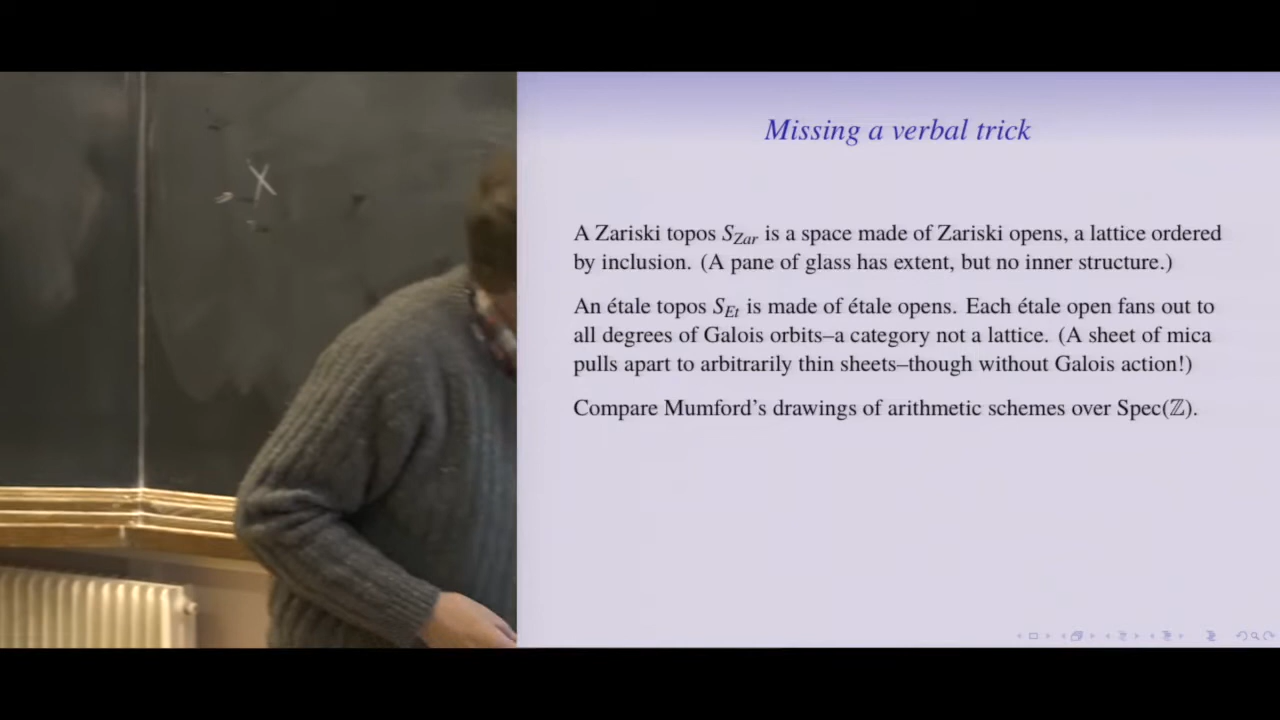 X
Missing a verbal trick
A Zariski topos S_Zar is a space made of Zariski opens, a lattice ordered
by inclusion. (A pane of glass has extent, but no inner structure.)
An étale topos S_Et is made of étale opens. Each étale open fans out to
all degrees of Galois orbits–a category not a lattice. (A sheet of mica
pulls apart to arbitrarily thin sheets–though without Galois action!)
Compare Mumford's drawings of arithmetic schemes over Spec(ℤ).